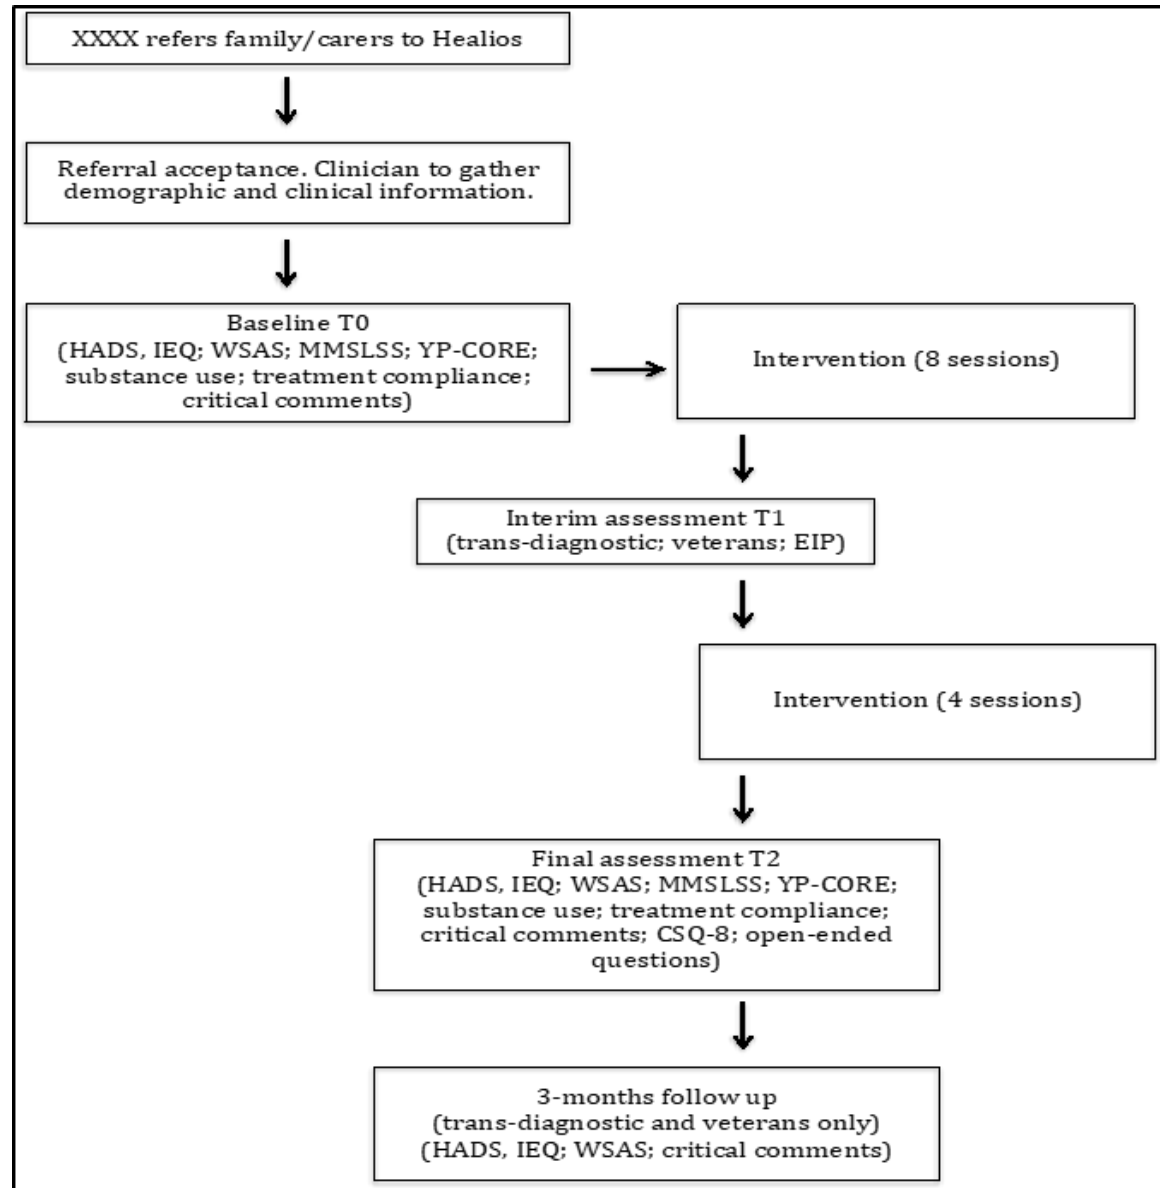 XXXX refers family/carers to Healios
Referral acceptance. Clinician to gather
demographic and clinical information.
Baseline T0
(HADS, IEQ; WSAS; MMSLSS; YP-CORE;
substance use; treatment compliance;
critical comments)
Intervention (8 sessions)
Interim assessment T1
(trans-diagnostic; veterans; EIP)
Intervention (4 sessions)
Final assessment T2
(HADS, IEQ; WSAS; MMSLSS; YP-CORE;
substance use; treatment compliance;
critical comments; CSQ-8; open-ended
questions)
3-months follow up
(trans-diagnostic and veterans only)
(HADS, IEQ; WSAS; critical comments)